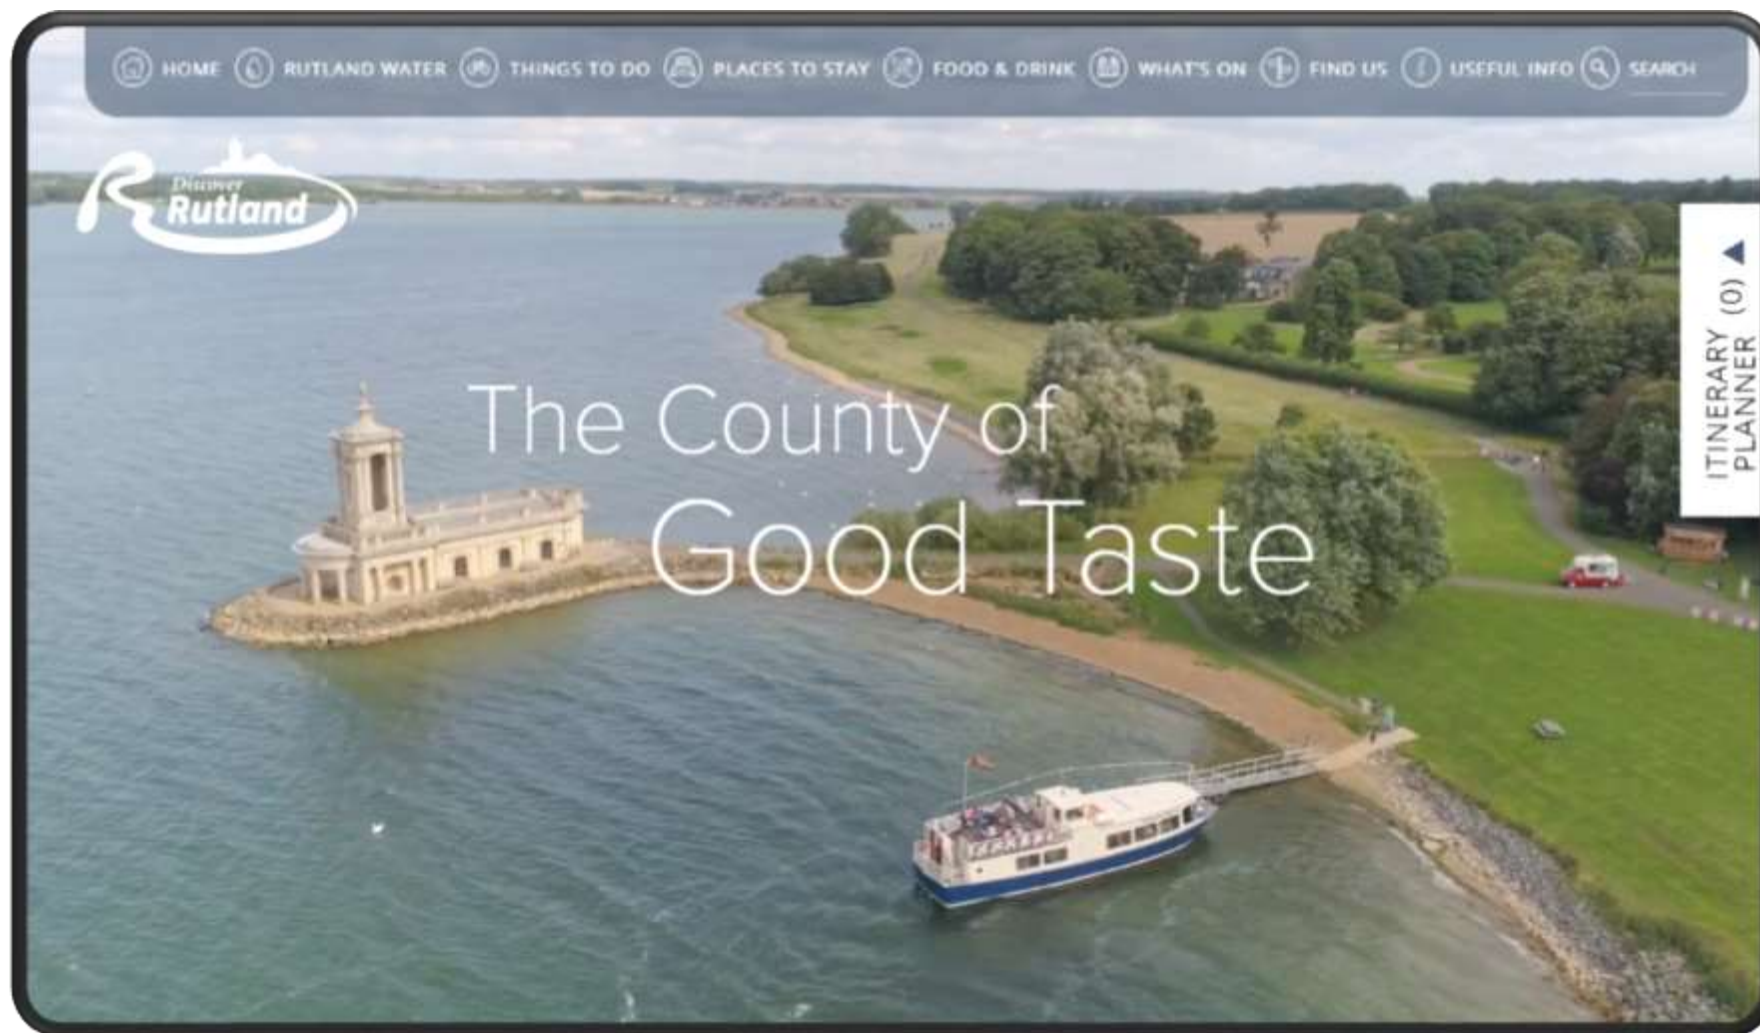 HOME RUTLAND WATER THINGS TO DO PLACES TO STAY FOOD & DRINK WHAT'S ON FIND US USEFUL INFO SEARCH
Discover
Rutland
The County of
Good Taste
ITINERARY
PLANNER (0)